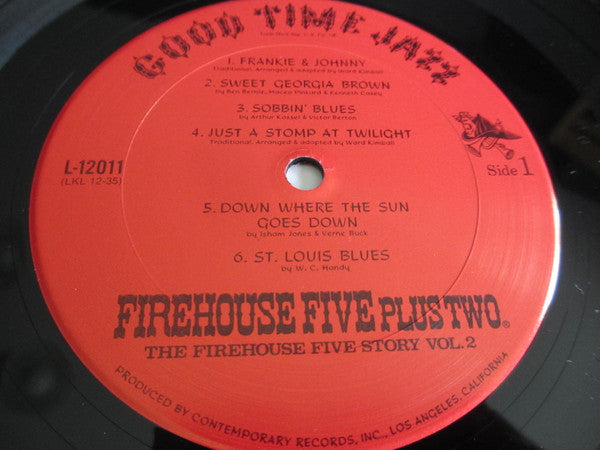 GOOD TIME JAZZ
1. FRANKIE & JOHNNY
Traditional, Arranged & adapted by Ward Kimball
2. SWEET GEORGIA BROWN
by Ben Bernie, Maceo Pinkard & Kenneth Casey
3. SOBBIN' BLUES
by Arthur Kassel & Victor Berton
4. JUST A STOMP AT TWILIGHT
Traditional, Arranged & adopted by Ward Kimball
L-12011
(LKL 12-35)
Side 1
5. DOWN WHERE THE SUN
GOES DOWN
by Isham Jones & Verne Buck
6. ST. LOUIS BLUES
by W. C. Handy
FIREHOUSE FIVE PLUS TWO®
THE FIREHOUSE FIVE STORY VOL.2
PRODUCED BY CONTEMPORARY RECORDS, INC., LOS ANGELES, CALIFORNIA